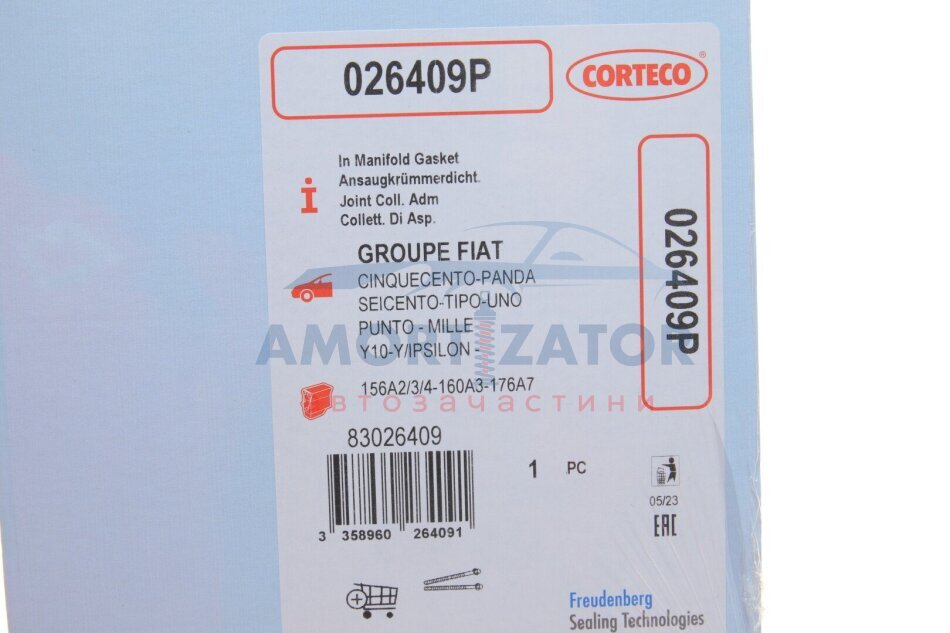 026409P
CORTECO®
In Manifold Gasket
Ansaugkrümmerdicht.
Joint Coll. Adm
Collett. Di Asp.
GROUPE FIAT
CINQUECENTO-PANDA
SEICENTO-TIPO-UNO
PUNTO - MILLE
Y10-Y/IPSILON -
156A2/3/4-160A3-176A7
026409P
AMORTIZATOR
автозачастини
83026409
3 358960 264091
1 PC
05/23
EAC
Freudenberg
Sealing Technologies